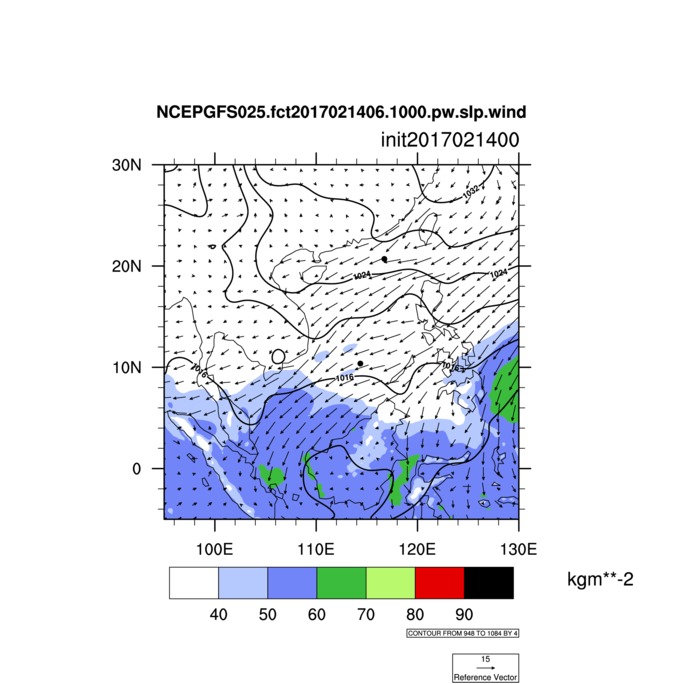 NCEPGFS025.fct2017021406.1000.pw.slp.wind
init2017021400
30N
1032
20N
1024
1024
10N
1016
1016
1016
0
100E
110E
120E
130E
kgm**-2
40
50
60
70
80
90
CONTOUR FROM 948 TO 1084 BY 4
15
Reference Vector